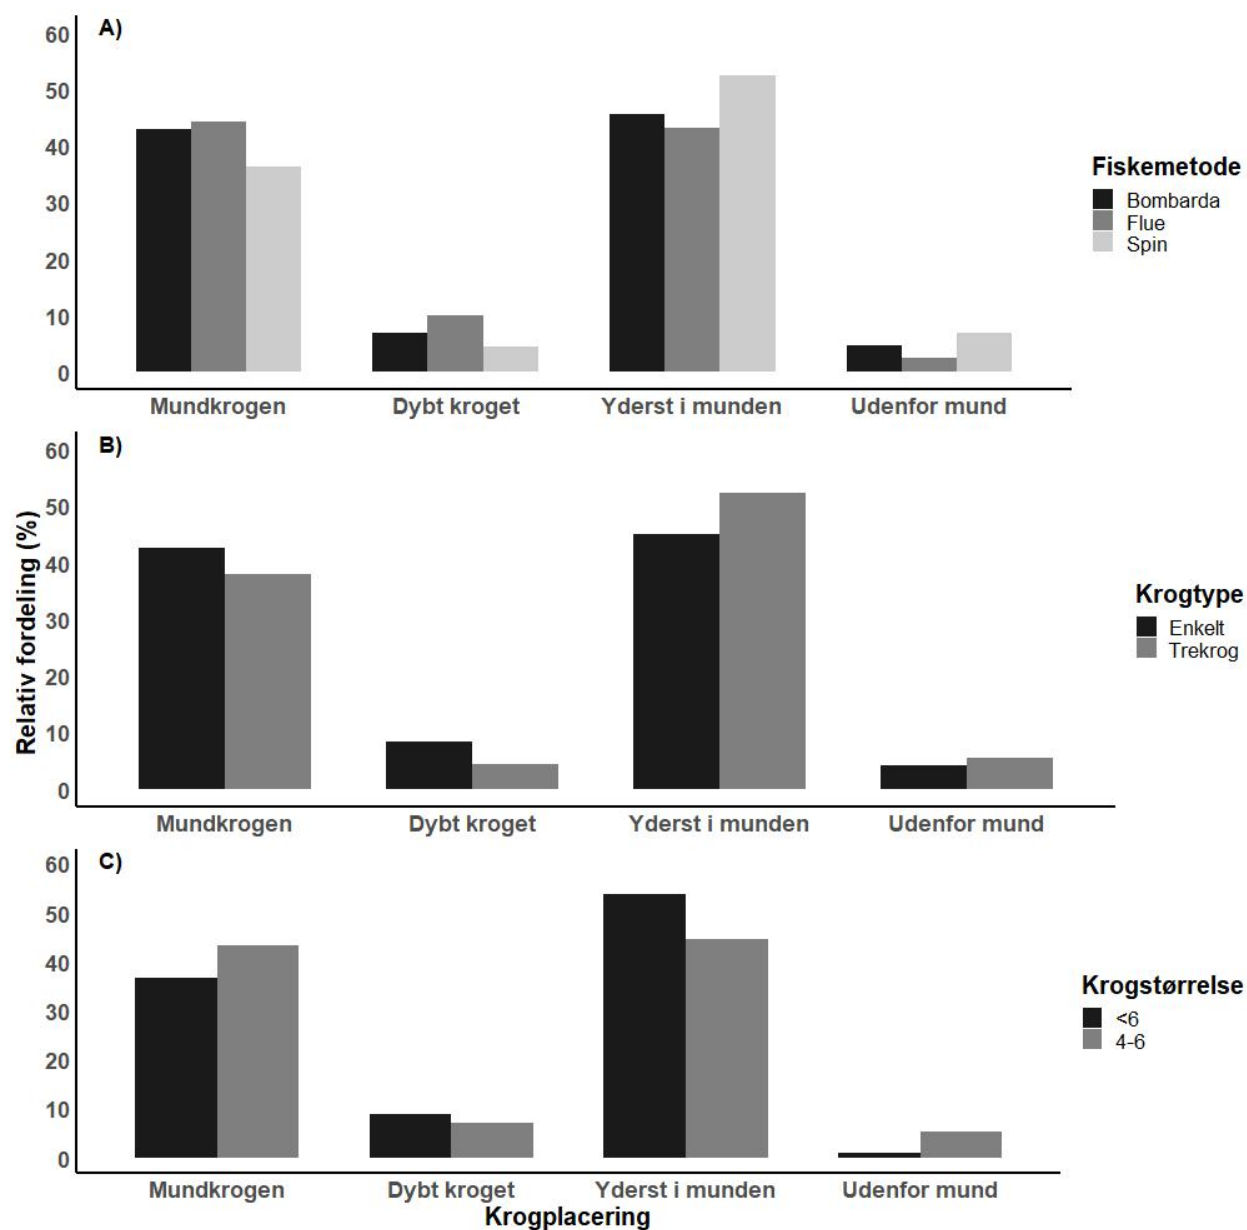 A)
60
50
40
30
20
10
0
Mundkrogen Dybt kroget Yderst i munden Udenfor mund
Fiskemetode
Bombarda
Flue
Spin
B)
60
50
40
30
20
10
0
Mundkrogen Dybt kroget Yderst i munden Udenfor mund
Krogtype
Enkelt
Trekrog
Relativ fordeling (%)
C)
60
50
40
30
20
10
0
Mundkrogen Dybt kroget Yderst i munden Udenfor mund
Krogstørrelse
<6
4-6
Krogplacering